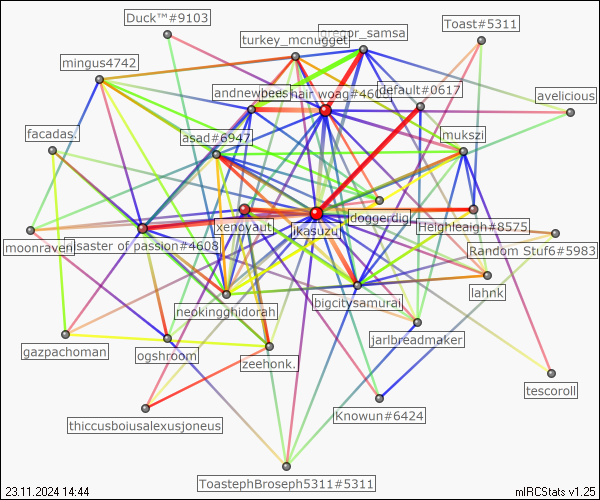 Duck™#9103
Toast#5311
gregor_samsa
turkey_mcnugget
mingus4742
default#0617
andnewbees
hair woag#4605
avelicious
facadas.
asad#6947
mukszi
doggerdig
xenoyaut
ikasuzu
Heighleigh#8575
moonraven
disaster of passion#4608
Random Stuf6#5983
lahnk
neokingghidorah
bigcitysamurai
jarlbreadmaker
gazpachoman
ogshroom
zeehonk.
tescoroll
thiccusboiusalexusjoneus
Knowun#6424
ToastephBroseph5311#5311
23.11.2024 14:44
mIRCStats v1.25